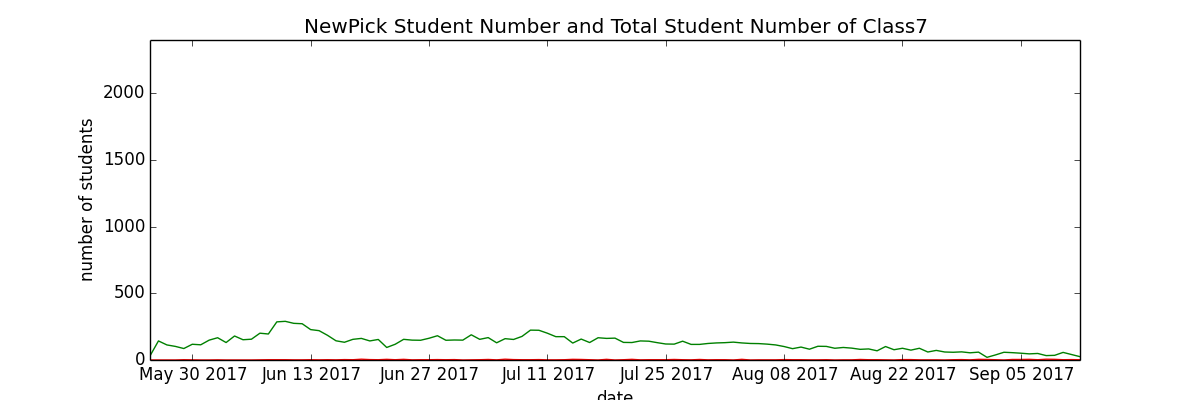 NewPick Student Number and Total Student Number of Class7
number of students
2000
1500
1000
500
0
May 30 2017 Jun 13 2017 Jun 27 2017 Jul 11 2017 Jul 25 2017 Aug 08 2017 Aug 22 2017 Sep 05 2017
date